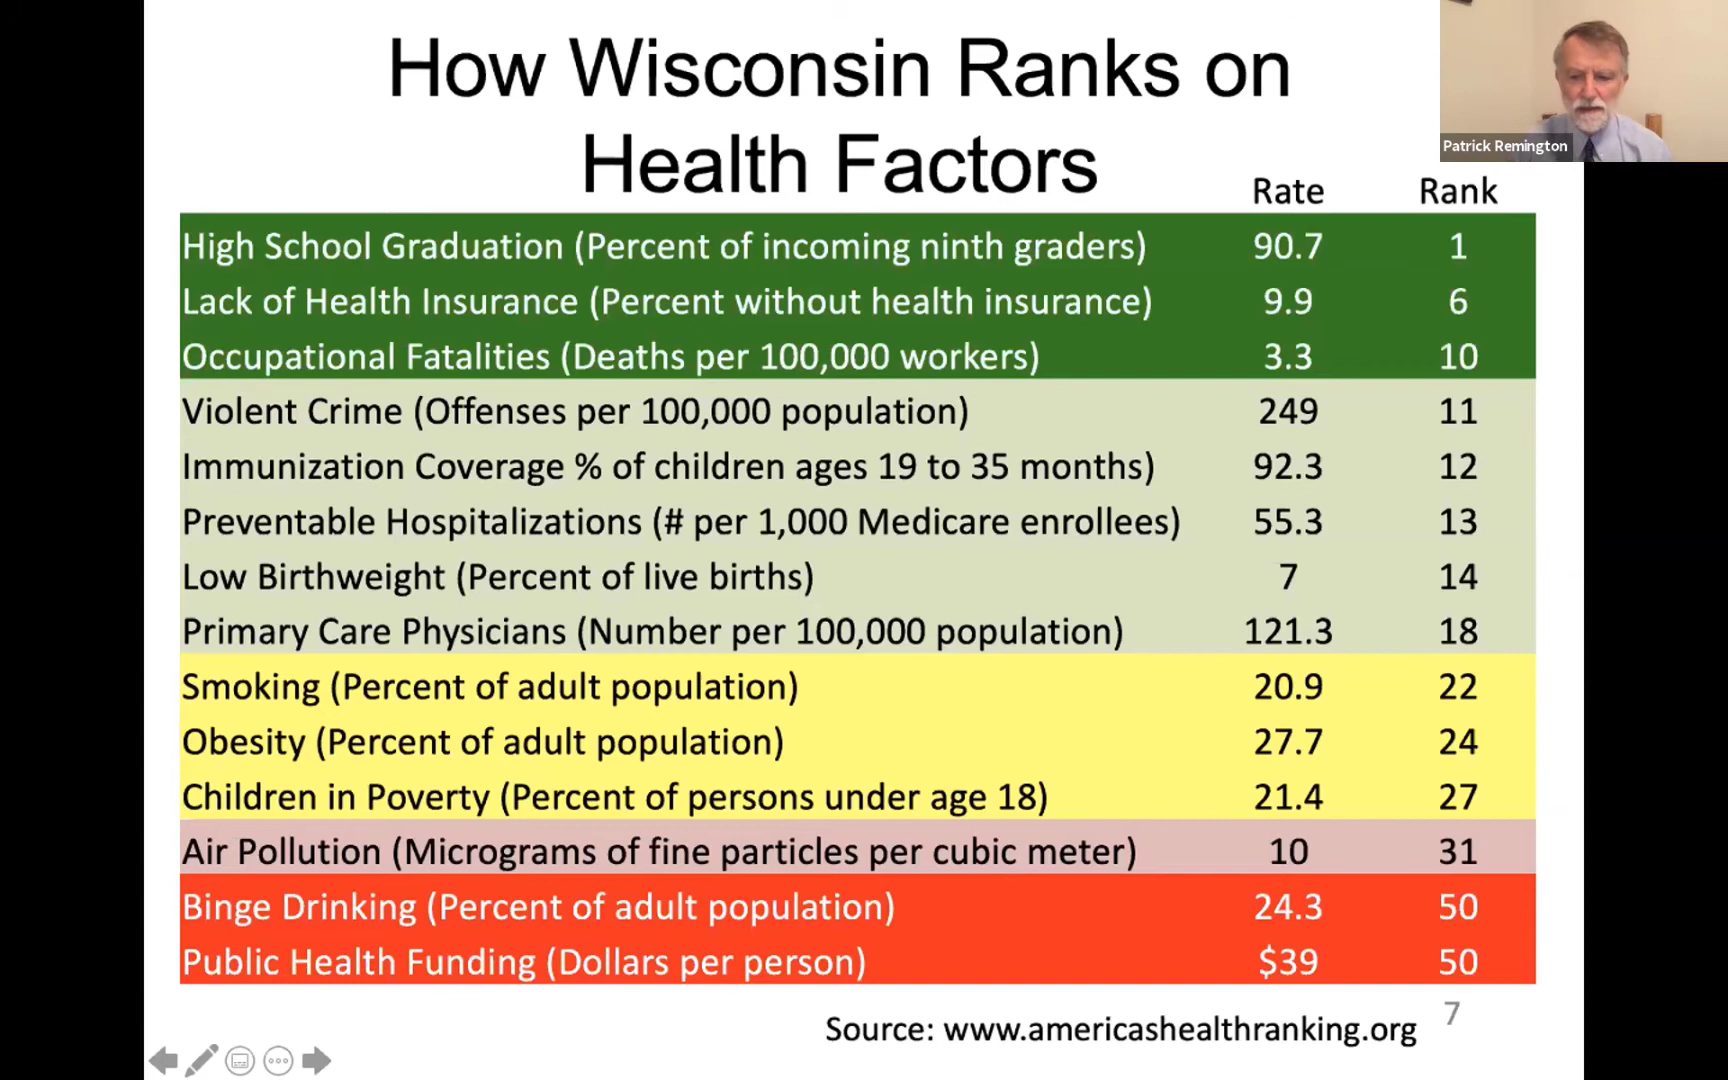 How Wisconsin Ranks on
Health Factors
Patrick Remington
Rate Rank
High School Graduation (Percent of incoming ninth graders) 90.7 1
Lack of Health Insurance (Percent without health insurance) 9.9 6
Occupational Fatalities (Deaths per 100,000 workers) 3.3 10
Violent Crime (Offenses per 100,000 population) 249 11
Immunization Coverage % of children ages 19 to 35 months) 92.3 12
Preventable Hospitalizations (# per 1,000 Medicare enrollees) 55.3 13
Low Birthweight (Percent of live births) 7 14
Primary Care Physicians (Number per 100,000 population) 121.3 18
Smoking (Percent of adult population) 20.9 22
Obesity (Percent of adult population) 27.7 24
Children in Poverty (Percent of persons under age 18) 21.4 27
Air Pollution (Micrograms of fine particles per cubic meter) 10 31
Binge Drinking (Percent of adult population) 24.3 50
Public Health Funding (Dollars per person) $39 50
7
Source: www.americashealthranking.org